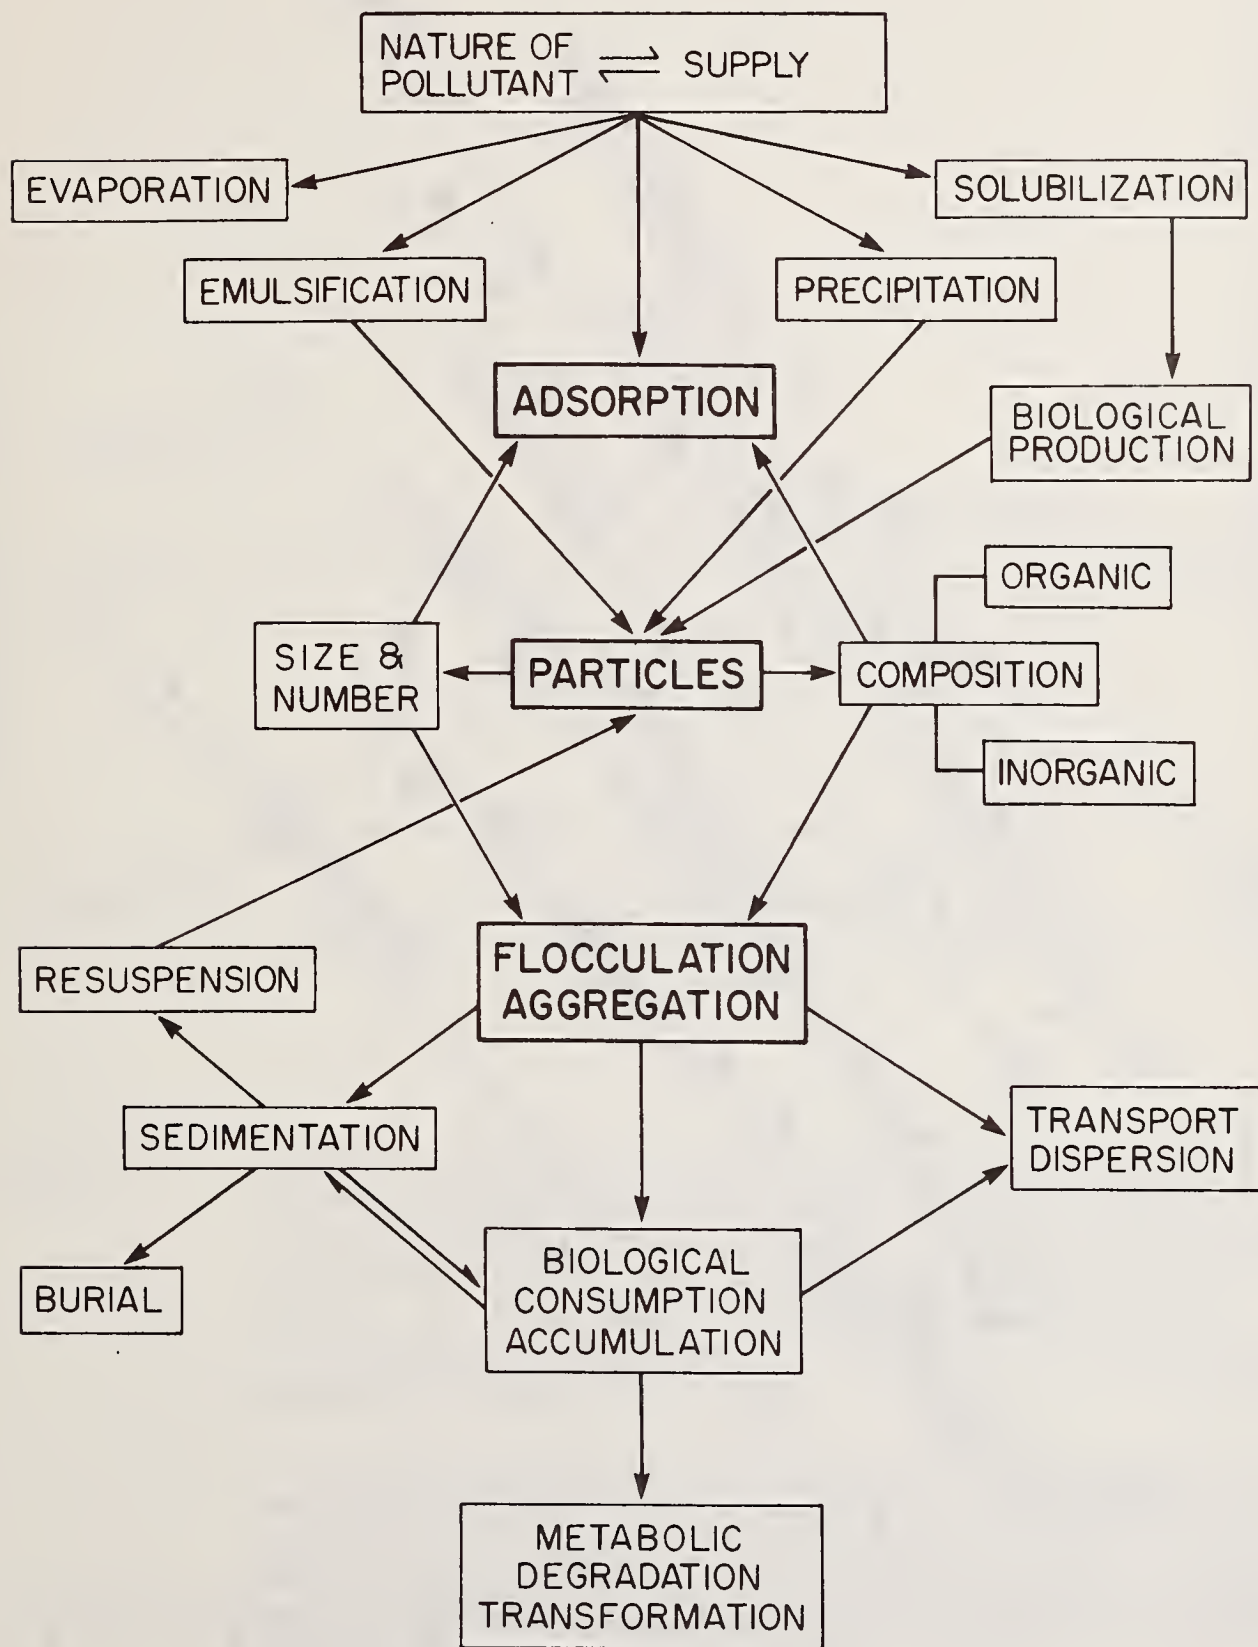 NATURE OF
POLLUTANT ⇌ SUPPLY
EVAPORATION
SOLUBILIZATION
EMULSIFICATION
PRECIPITATION
ADSORPTION
BIOLOGICAL
PRODUCTION
ORGANIC
SIZE &
NUMBER
PARTICLES
COMPOSITION
INORGANIC
RESUSPENSION
FLOCCULATION
AGGREGATION
SEDIMENTATION
TRANSPORT
DISPERSION
BURIAL
BIOLOGICAL
CONSUMPTION
ACCUMULATION
METABOLIC
DEGRADATION
TRANSFORMATION